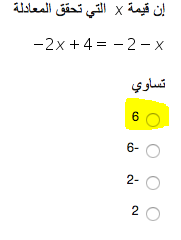 إن قيمة x التي تحقق المعادلة
−2x + 4 = −2 − x
تساوي
6
6-
2-
2